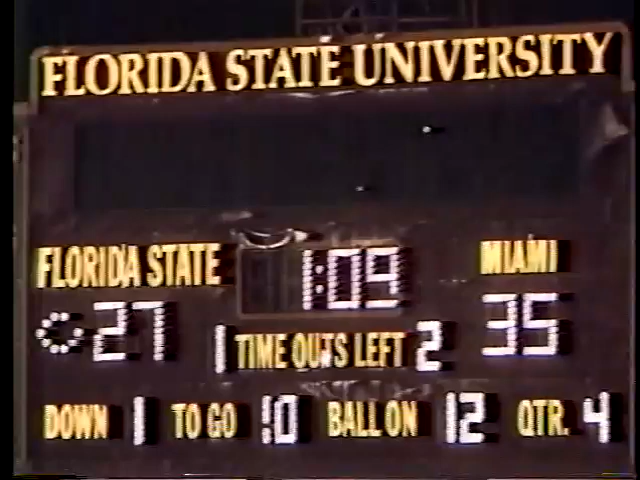 FLORIDA STATE UNIVERSITY
FLORIDA STATE 1:09 MIAMI
27 1 TIME OUTS LEFT 2 35
DOWN 1 TO GO 10 BALL ON 12 QTR. 4